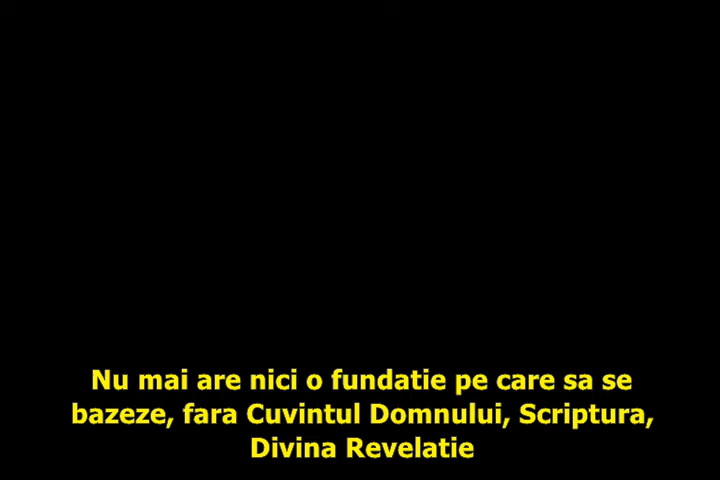 Nu mai are nici o fundatie pe care sa se
bazeze, fara Cuvintul Domnului, Scriptura,
Divina Revelatie